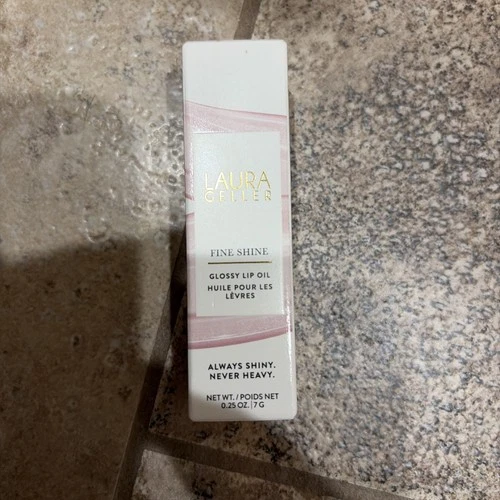 LAURA
GELLER
FINE SHINE
GLOSSY LIP OIL
HUILE POUR LES
LÈVRES
ALWAYS SHINY.
NEVER HEAVY.
NET WT. / POIDS NET
0.25 OZ. | 7 G